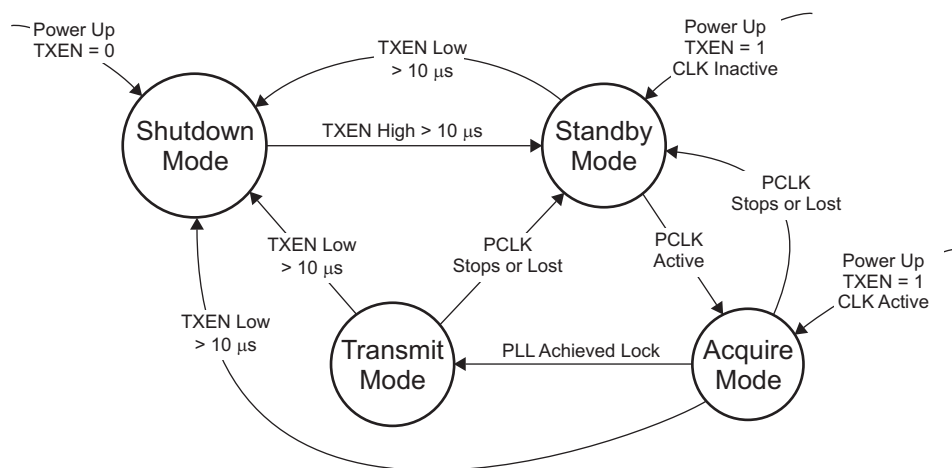 Power Up
TXEN = 0
TXEN Low
> 10 μs
Power Up
TXEN = 1
CLK Inactive
Shutdown
Mode
TXEN High > 10 μs
Standby
Mode
PCLK
Stops or Lost
TXEN Low
> 10 μs
PCLK
Stops or Lost
PCLK
Active
Power Up
TXEN = 1
CLK Active
TXEN Low
> 10 μs
Transmit
Mode
PLL Achieved Lock
Acquire
Mode